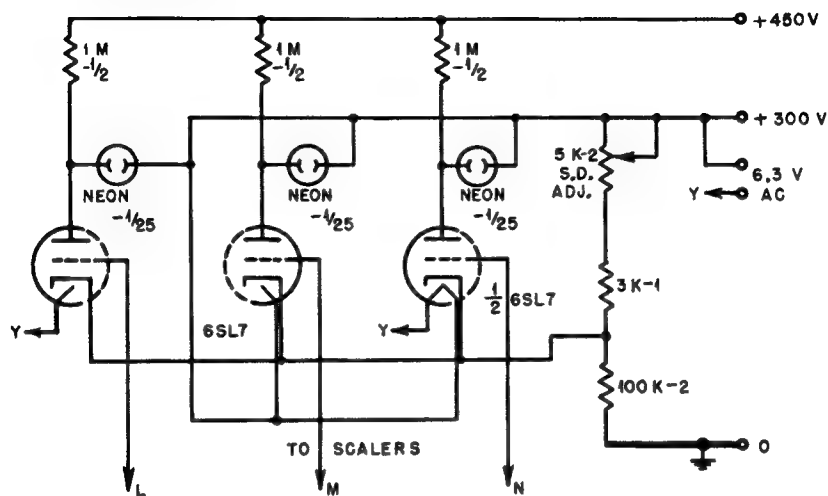 +450 V
1 M
-1/2
1 M
-1/2
1 M
-1/2
+300 V
5 K-2
S.D.
ADJ.
6.3 V
AC
Y
NEON
-1/25
NEON
-1/25
NEON
-1/25
3 K-1
Y
6SL7
Y
1/2 6SL7
100 K-2
TO SCALERS
0
L
M
N